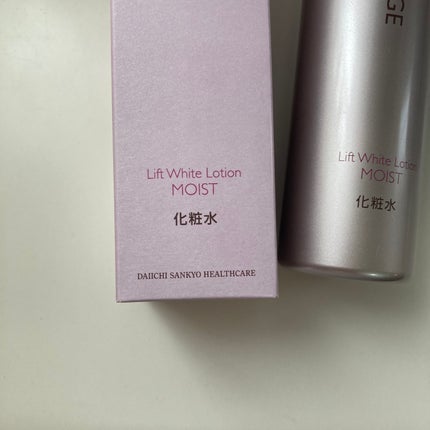 Lift White Lotion
MOIST
化粧水
DAIICHI SANKYO HEALTHCARE
GE
Lift White Lotion
MOIST
化粧水